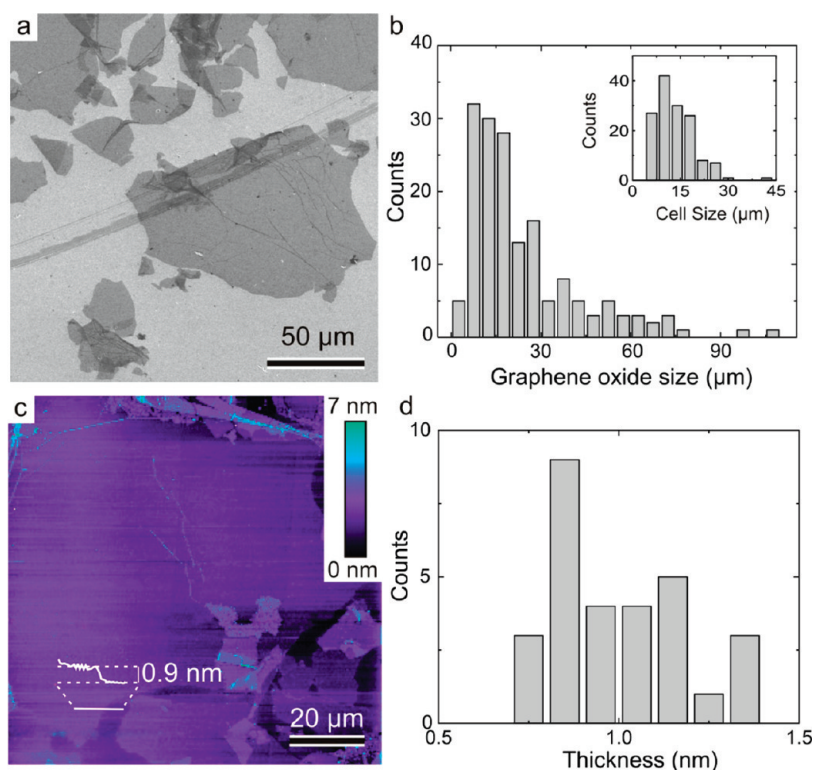 a
50 μm
b
40
30
20
10
0
Counts
0
30
60
90
Graphene oxide size (μm)
40
20
0
Counts
0
15
30
45
Cell Size (μm)
c
7 nm
0 nm
0.9 nm
20 μm
d
10
5
0
Counts
0.5
1.0
1.5
Thickness (nm)